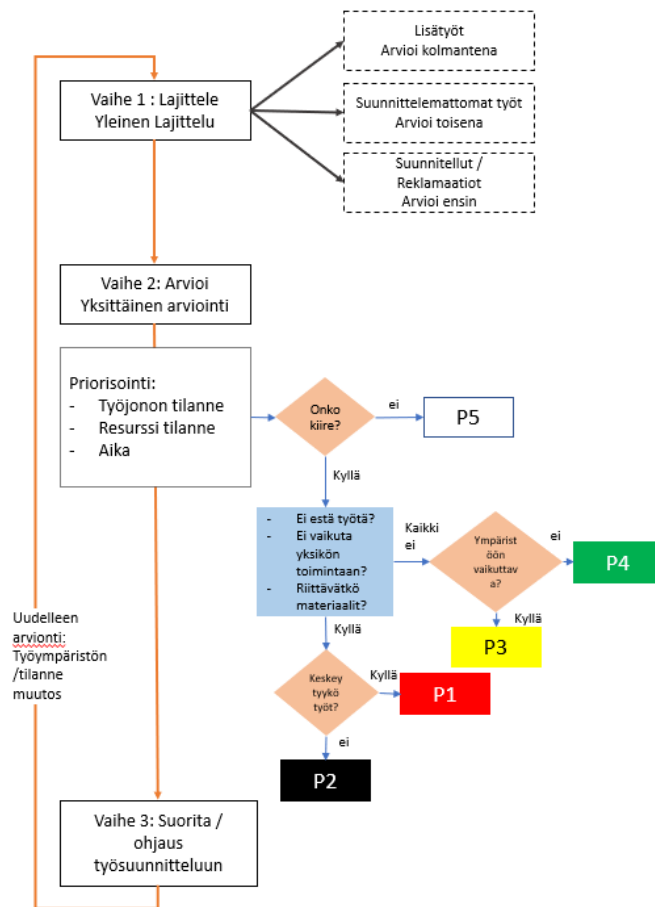 Lisätyöt
Arvioi kolmantena
Vaihe 1 : Lajittele
Yleinen Lajittelu
Suunnittelemattomat työt
Arvioi toisena
Suunnitellut /
Reklamaatiot
Arvioi ensin
Vaihe 2: Arvioi
Yksittäinen arviointi
Priorisointi:
- Työjonon tilanne
- Resurssi tilanne
- Aika
Onko
kiire?
ei
P5
Kyllä
- Ei estä työtä?
- Ei vaikuta
yksikön
toimintaan?
- Riittävätkö
materiaalit?
Kaikki
ei
Ympärist
öön
vaikuttav
a?
ei
P4
Kyllä
P3
Kyllä
Keskey
tyykö
työt?
Kyllä
P1
ei
P2
Uudelleen
arvionti:
Työympäristön
/tilanne
muutos
Vaihe 3: Suorita /
ohjaus
työsuunnitteluun